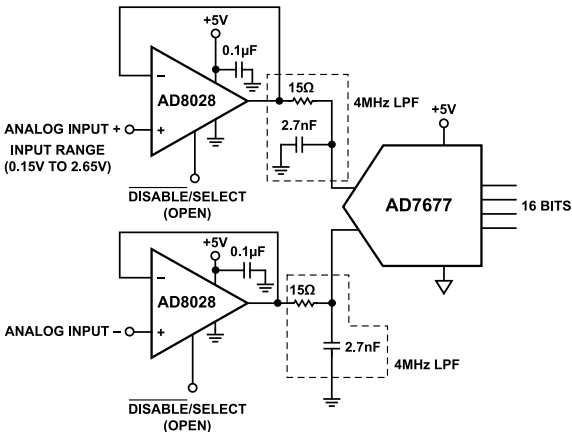 +5V
0.1µF
−
AD8028
+
ANALOG INPUT +
INPUT RANGE
(0.15V TO 2.65V)
DISABLE/SELECT
(OPEN)
15Ω
2.7nF
4MHz LPF
+5V
AD7677
16 BITS
+5V
0.1µF
−
AD8028
+
ANALOG INPUT −
DISABLE/SELECT
(OPEN)
15Ω
2.7nF
4MHz LPF